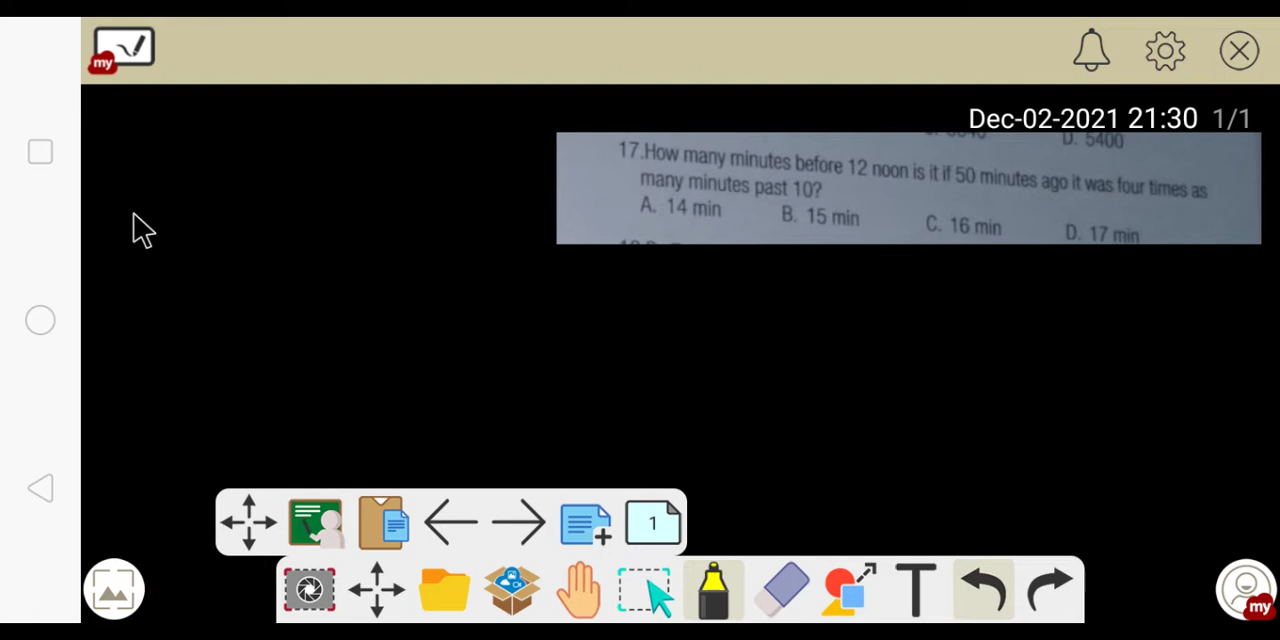 my
Dec-02-2021 21:30 1/1
D. 5400
17.How many minutes before 12 noon is it if 50 minutes ago it was four times as
many minutes past 10?
A. 14 min B. 15 min C. 16 min D. 17 min
1
T
my